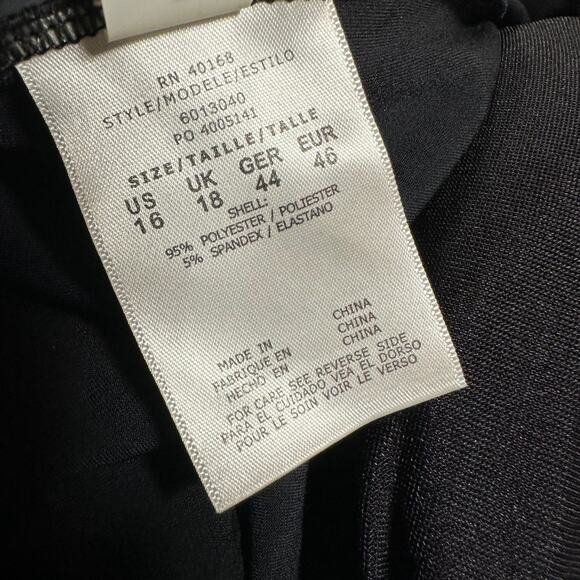 RN 40168
STYLE/MODELE/ESTILO
6013040
PO 4005141
SIZE/TAILLE/TALLE
US UK GER EUR
16 18 44 46
SHELL:
95% POLYESTER / POLIESTER
5% SPANDEX / ELASTANO
MADE IN CHINA
FABRIQUE EN CHINA
HECHO EN CHINA
FOR CARE SEE REVERSE SIDE
PARA EL CUIDADO VEA EL DORSO
POUR LE SOIN VOIR LE VERSO